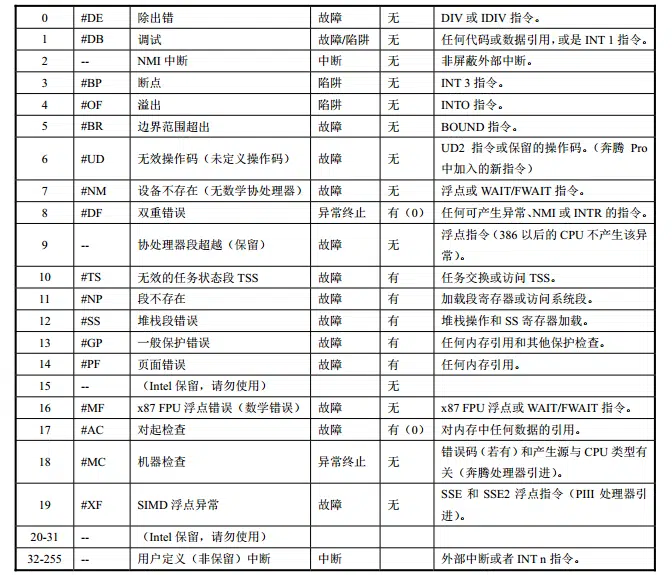 0 #DE 除出错 故障 无 DIV 或 IDIV 指令。
1 #DB 调试 故障/陷阱 无 任何代码或数据引用，或是 INT 1 指令。
2 -- NMI 中断 中断 无 非屏蔽外部中断。
3 #BP 断点 陷阱 无 INT 3 指令。
4 #OF 溢出 陷阱 无 INTO 指令。
5 #BR 边界范围超出 故障 无 BOUND 指令。
6 #UD 无效操作码（未定义操作码） 故障 无 UD2 指令或保留的操作码。（奔腾 Pro
中加入的新指令）
7 #NM 设备不存在（无数学协处理器） 故障 无 浮点或 WAIT/FWAIT 指令。
8 #DF 双重错误 异常终止 有（0） 任何可产生异常、NMI 或 INTR 的指令。
9 -- 协处理器段超越（保留） 故障 无 浮点指令（386 以后的 CPU 不产生该异
常）。
10 #TS 无效的任务状态段 TSS 故障 有 任务交换或访问 TSS。
11 #NP 段不存在 故障 有 加载段寄存器或访问系统段。
12 #SS 堆栈段错误 故障 有 堆栈操作和 SS 寄存器加载。
13 #GP 一般保护错误 故障 有 任何内存引用和其他保护检查。
14 #PF 页面错误 故障 有 任何内存引用。
15 -- （Intel 保留，请勿使用） 无
16 #MF x87 FPU 浮点错误（数学错误） 故障 无 x87 FPU 浮点或 WAIT/FWAIT 指令。
17 #AC 对起检查 故障 有（0） 对内存中任何数据的引用。
18 #MC 机器检查 异常终止 无 错误码（若有）和产生源与 CPU 类型有
关（奔腾处理器引进）。
19 #XF SIMD 浮点异常 故障 无 SSE 和 SSE2 浮点指令（PIII 处理器引
进）。
20-31 -- （Intel 保留，请勿使用）
32-255 -- 用户定义（非保留）中断 中断 外部中断或者 INT n 指令。